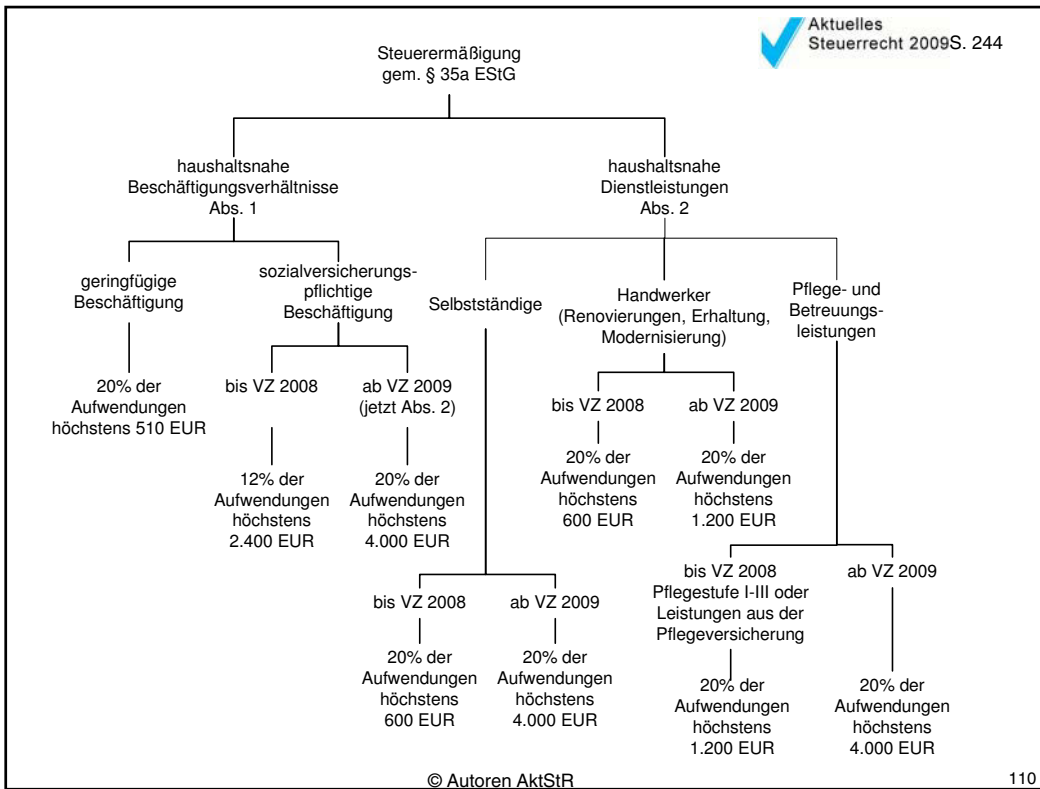 Aktuelles
Steuerrecht 2009S. 244
Steuerermäßigung
gem. § 35a EStG
haushaltsnahe
Beschäftigungsverhältnisse
Abs. 1
haushaltsnahe
Dienstleistungen
Abs. 2
geringfügige
Beschäftigung
sozialversicherungs-
pflichtige
Beschäftigung
Selbstständige
Handwerker
(Renovierungen, Erhaltung,
Modernisierung)
Pflege- und
Betreuungs-
leistungen
20% der
Aufwendungen
höchstens 510 EUR
bis VZ 2008
ab VZ 2009
(jetzt Abs. 2)
bis VZ 2008
ab VZ 2009
12% der
Aufwendungen
höchstens
2.400 EUR
20% der
Aufwendungen
höchstens
4.000 EUR
20% der
Aufwendungen
höchstens
600 EUR
20% der
Aufwendungen
höchstens
1.200 EUR
bis VZ 2008
ab VZ 2009
bis VZ 2008
Pflegestufe I-III oder
Leistungen aus der
Pflegeversicherung
ab VZ 2009
20% der
Aufwendungen
höchstens
600 EUR
20% der
Aufwendungen
höchstens
4.000 EUR
20% der
Aufwendungen
höchstens
1.200 EUR
20% der
Aufwendungen
höchstens
4.000 EUR
© Autoren AktStR
110